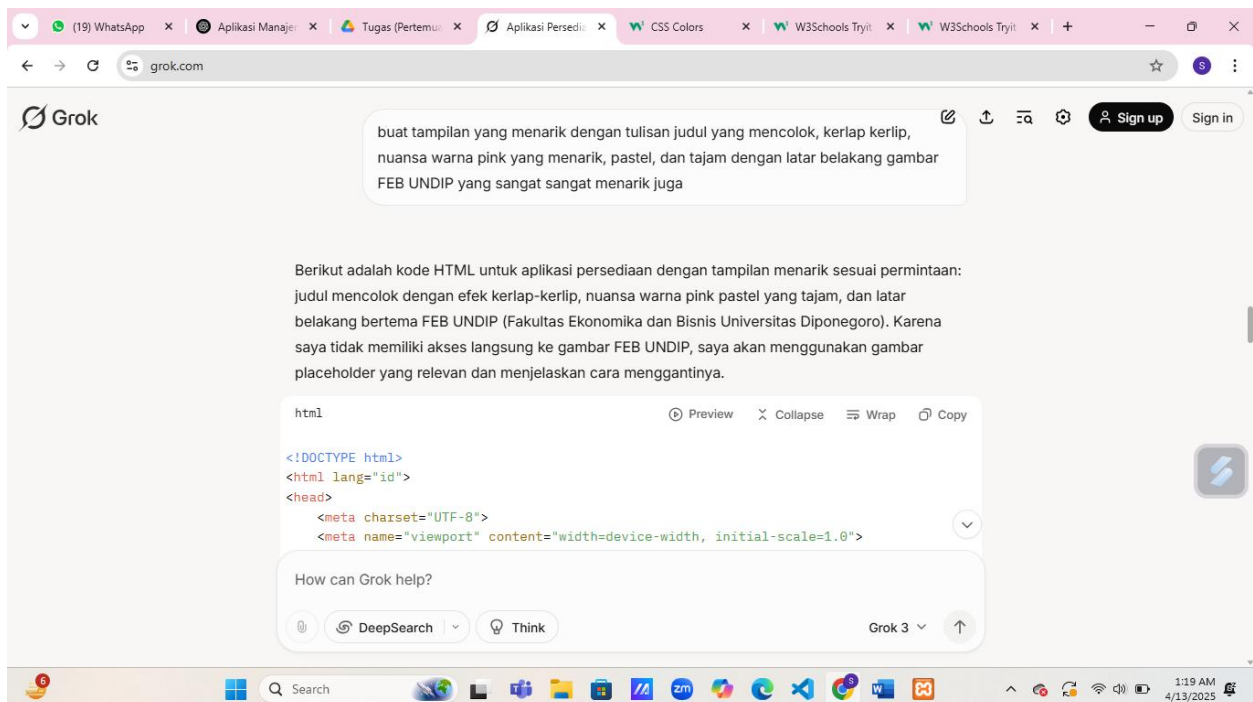 (19) WhatsApp
Aplikasi Manajer
Tugas (Pertemua
Aplikasi Persedia
CSS Colors
W3Schools Tryit
W3Schools Tryit
grok.com
S
Grok
Sign up
Sign in
buat tampilan yang menarik dengan tulisan judul yang mencolok, kerlap kerlip,
nuansa warna pink yang menarik, pastel, dan tajam dengan latar belakang gambar
FEB UNDIP yang sangat sangat menarik juga
Berikut adalah kode HTML untuk aplikasi persediaan dengan tampilan menarik sesuai permintaan:
judul mencolok dengan efek kerlap-kerlip, nuansa warna pink pastel yang tajam, dan latar
belakang bertema FEB UNDIP (Fakultas Ekonomika dan Bisnis Universitas Diponegoro). Karena
saya tidak memiliki akses langsung ke gambar FEB UNDIP, saya akan menggunakan gambar
placeholder yang relevan dan menjelaskan cara menggantinya.
html
Preview
Collapse
Wrap
Copy
<!DOCTYPE html>
<html lang="id">
<head>
<meta charset="UTF-8">
<meta name="viewport" content="width=device-width, initial-scale=1.0">
How can Grok help?
DeepSearch
Think
Grok 3
6
Search
zm
S
1:19 AM
4/13/2025